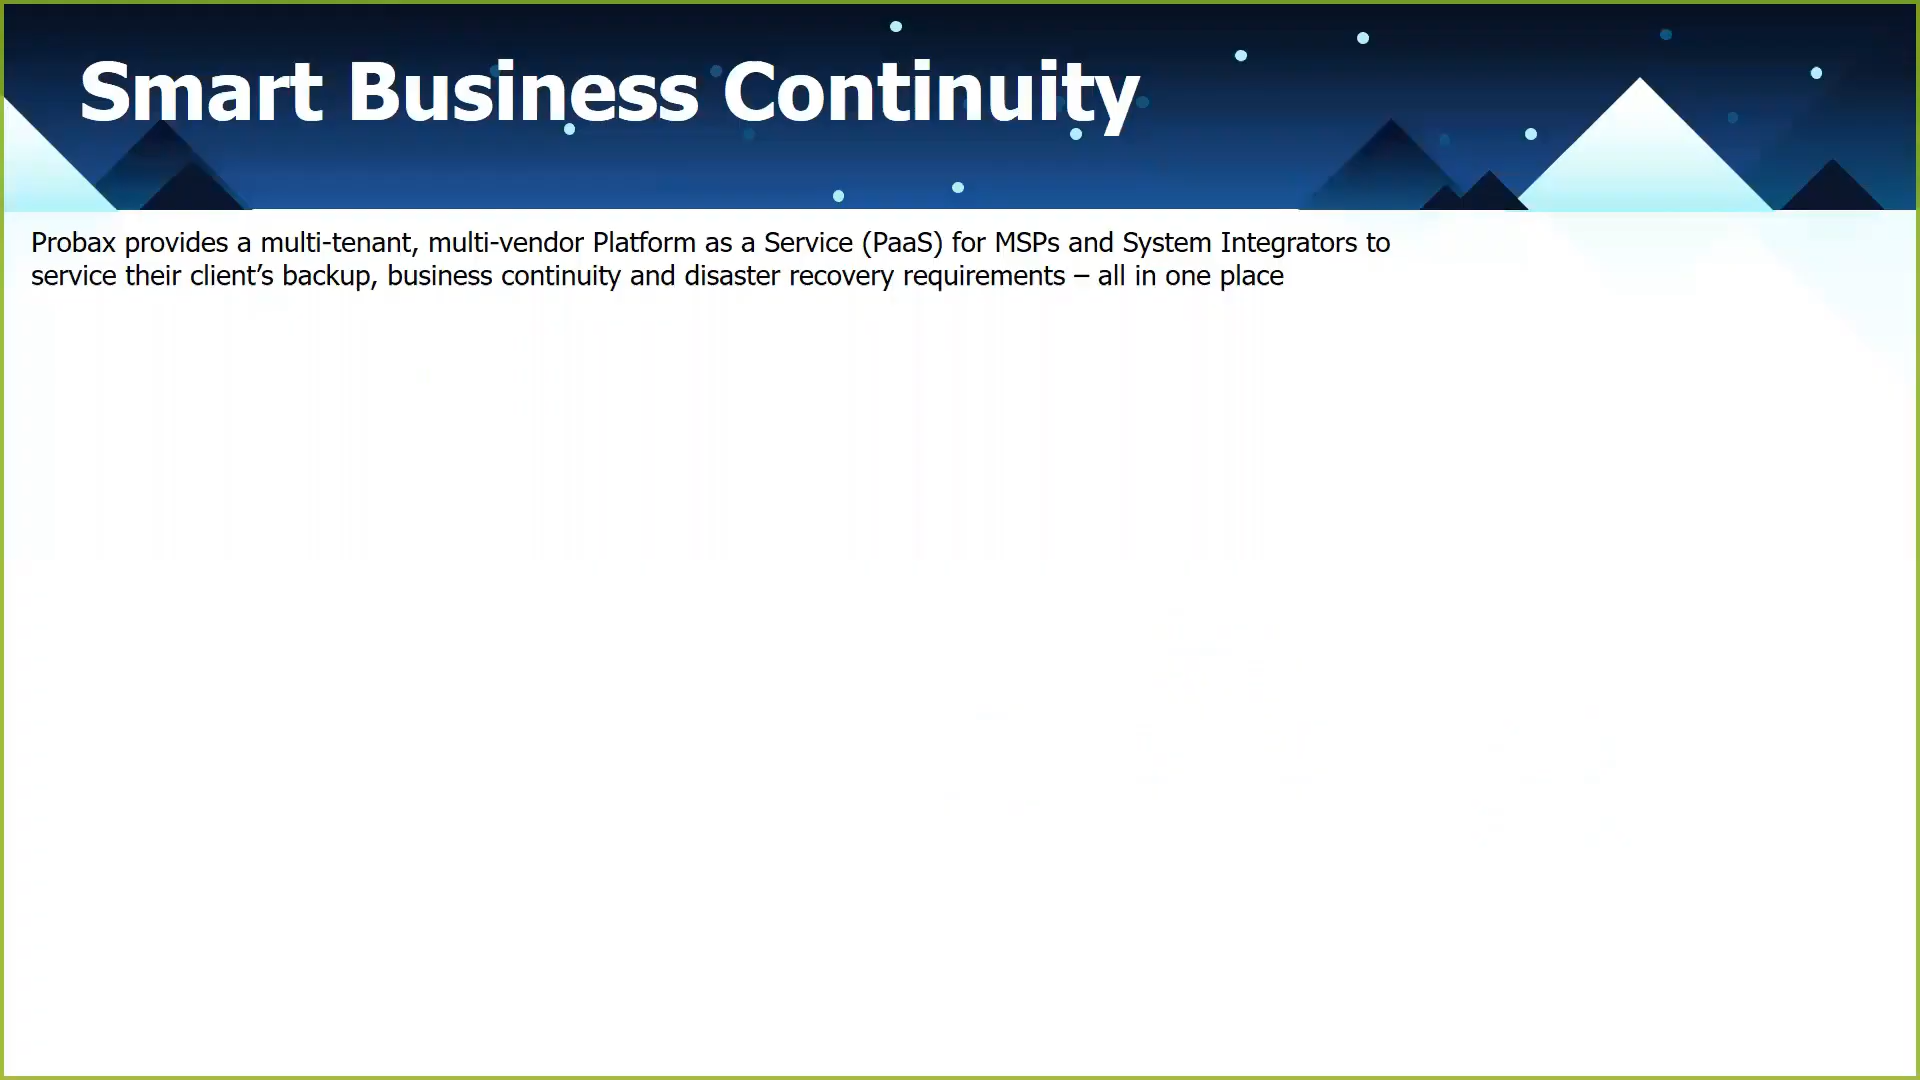 Smart Business Continuity
Probax provides a multi-tenant, multi-vendor Platform as a Service (PaaS) for MSPs and System Integrators to
service their client’s backup, business continuity and disaster recovery requirements – all in one place